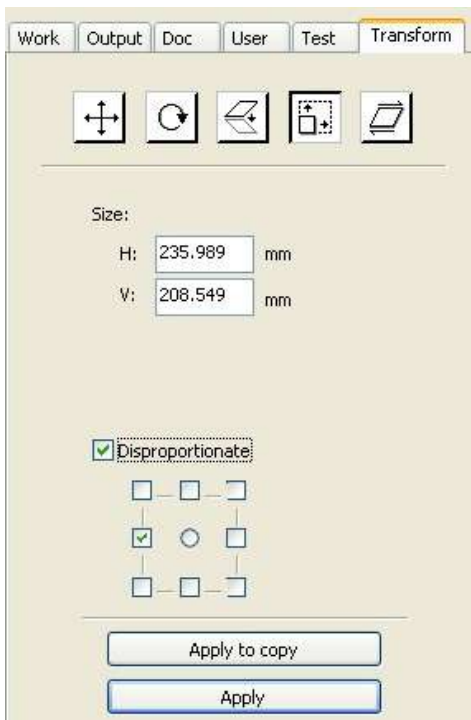 Work Output Doc User Test Transform
Size:
H: 235.989 mm
V: 208.549 mm
Disproportionate
Apply to copy
Apply